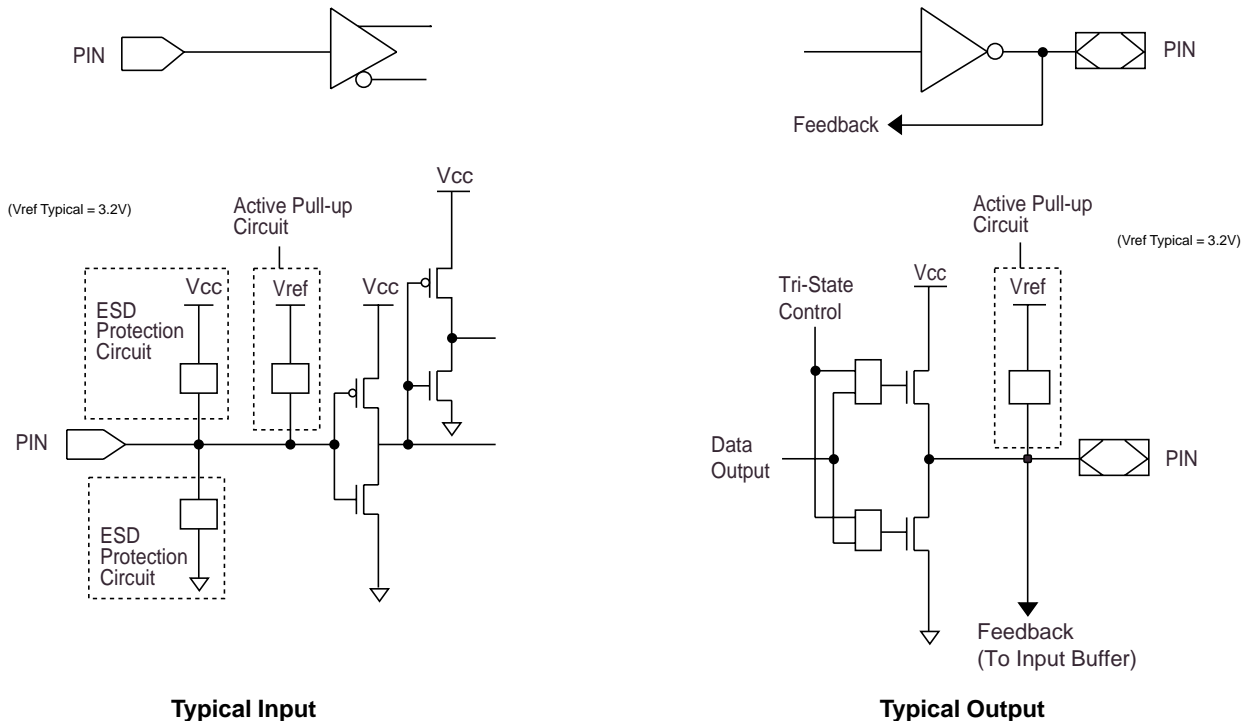 PIN
PIN
Feedback
Vcc
(Vref Typical = 3.2V)
Active Pull-up
Circuit
Active Pull-up
Circuit
(Vref Typical = 3.2V)
ESD
Protection
Circuit
Vcc
Vref
Vcc
Tri-State
Control
Vcc
Vref
PIN
Data
Output
PIN
ESD
Protection
Circuit
Feedback
(To Input Buffer)
Typical Input
Typical Output